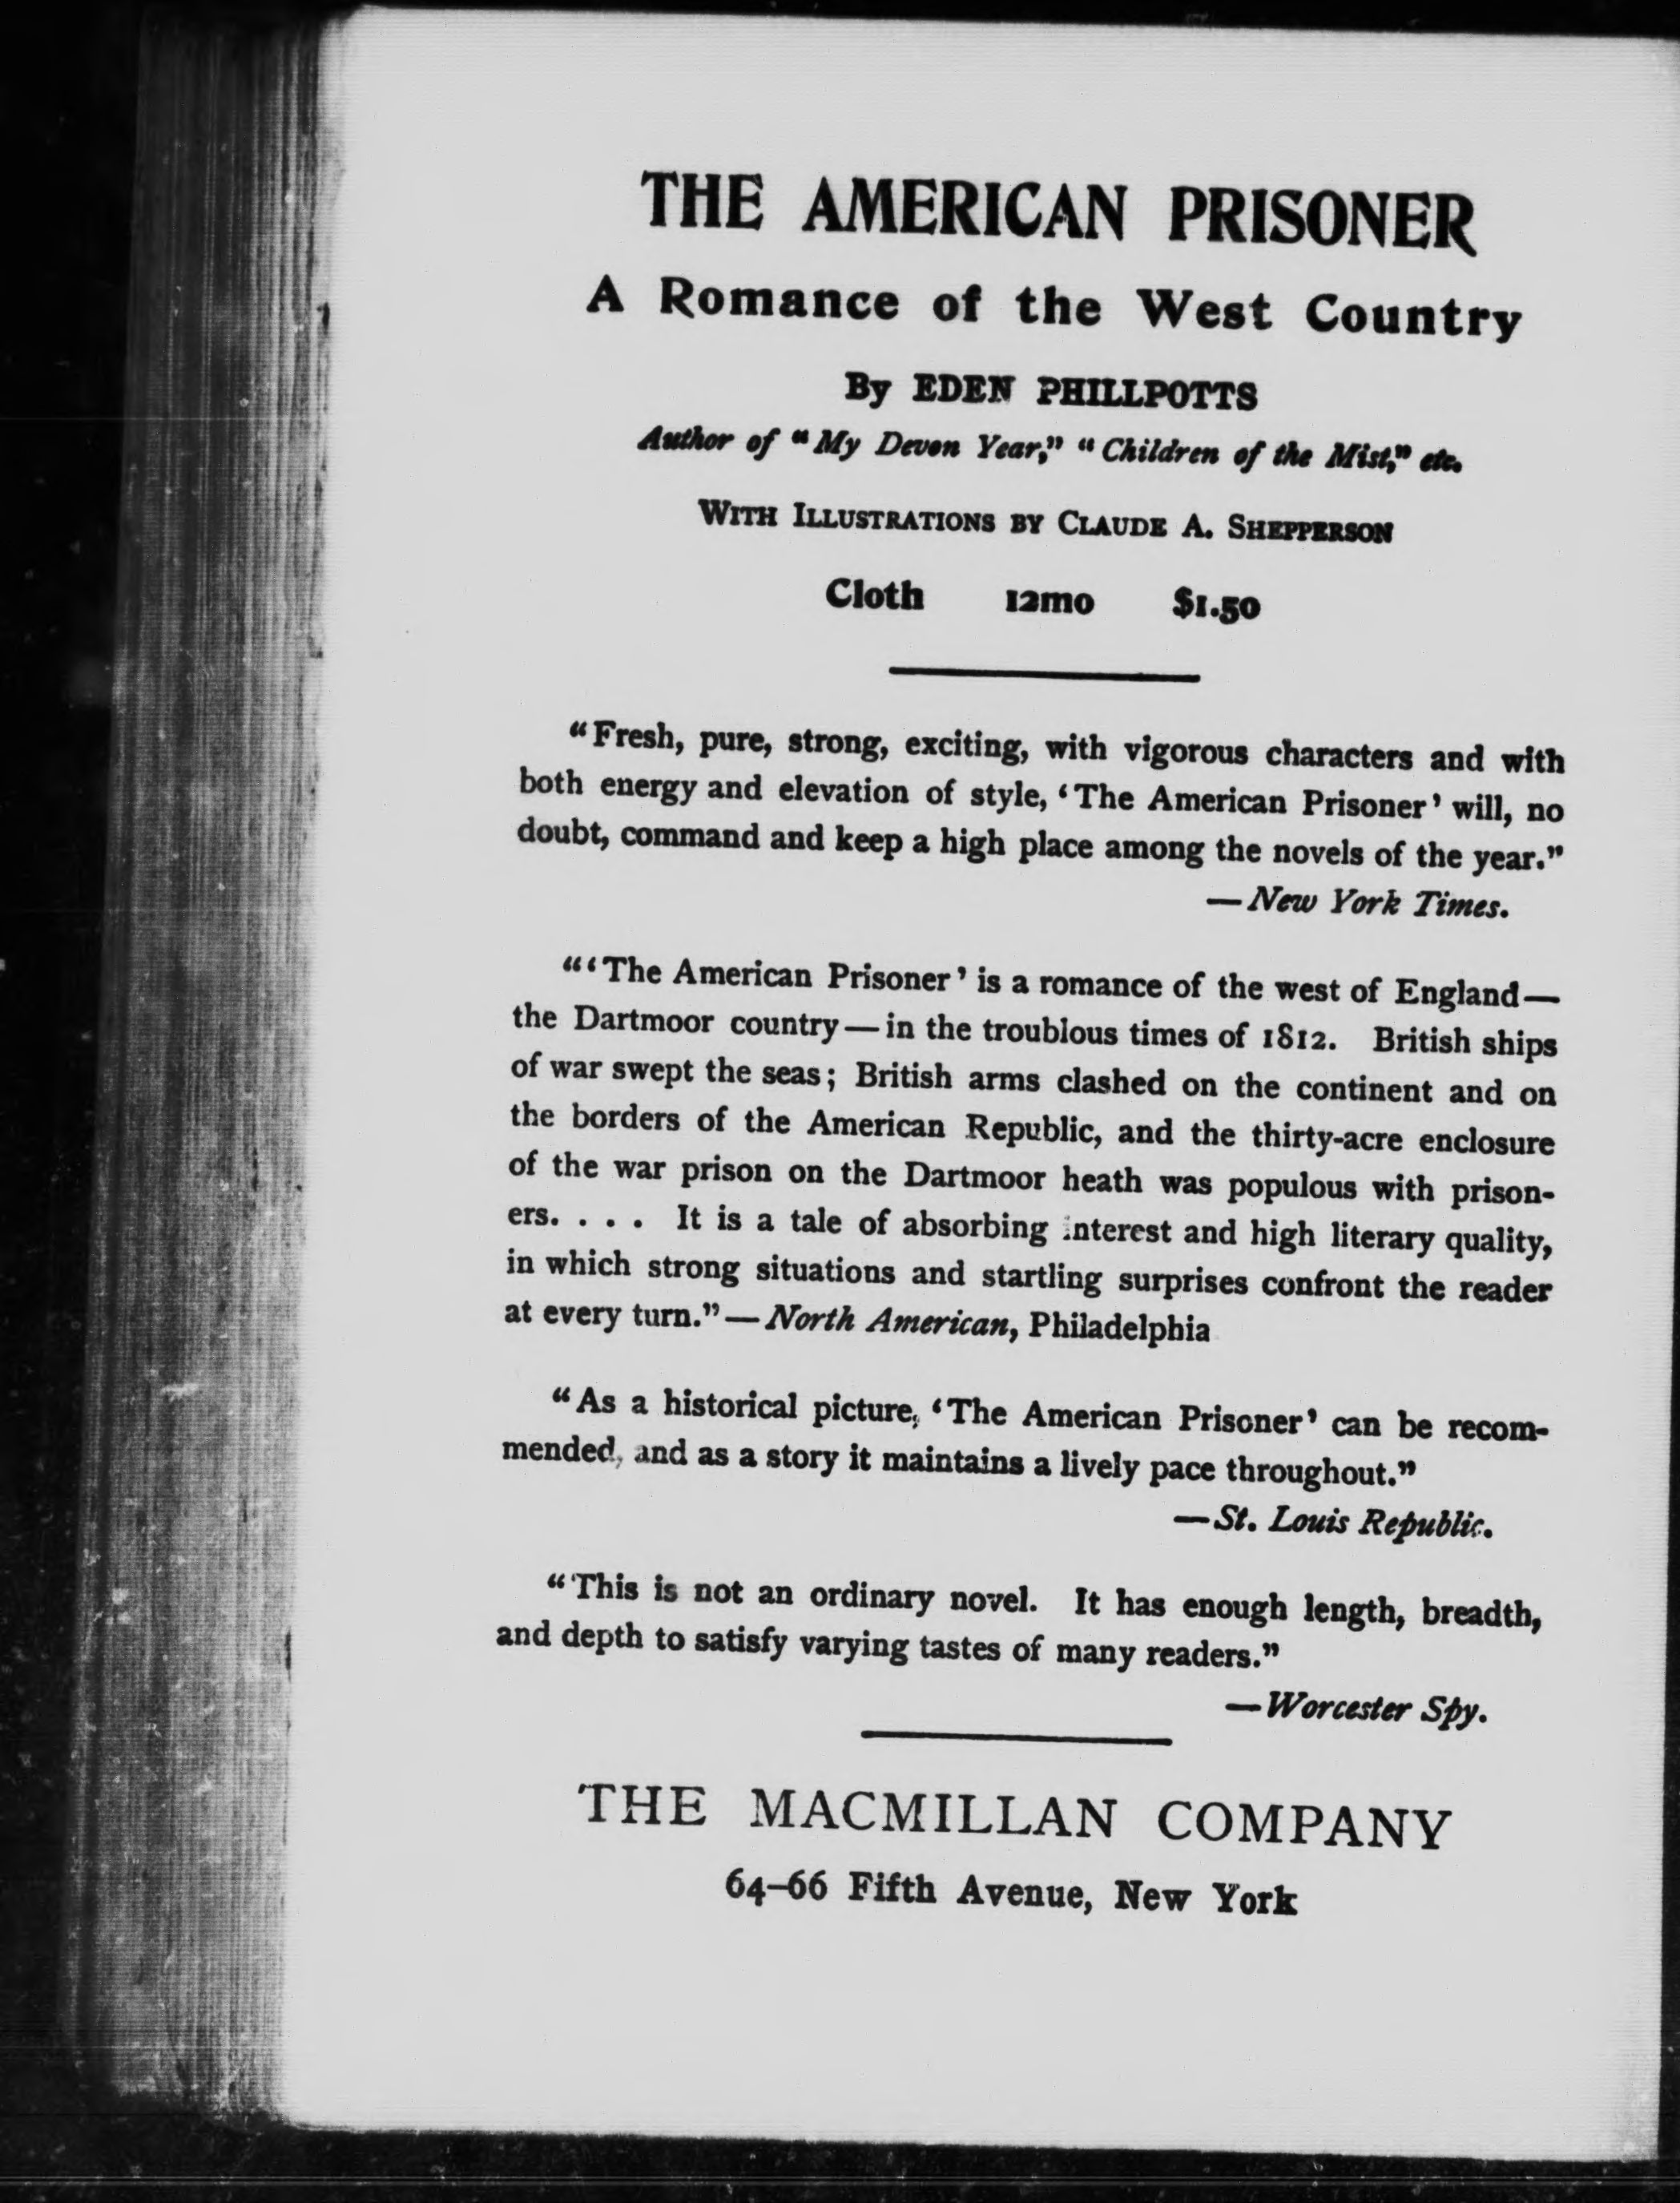 THE AMERICAN PRISONER
A Romance of the West Country
By EDEN PHILLPOTTS
Author of “My Devon Year,” “Children of the Mist,” etc.
WITH ILLUSTRATIONS BY CLAUDE A. SHEPPERSON
Cloth 12mo $1.50
“Fresh, pure, strong, exciting, with vigorous characters and with
both energy and elevation of style, ‘The American Prisoner’ will, no
doubt, command and keep a high place among the novels of the year.”
—New York Times.
“‘The American Prisoner’ is a romance of the west of England—
the Dartmoor country—in the troublous times of 1812. British ships
of war swept the seas; British arms clashed on the continent and on
the borders of the American Republic, and the thirty-acre enclosure
of the war prison on the Dartmoor heath was populous with prison-
ers. . . . It is a tale of absorbing interest and high literary quality,
in which strong situations and startling surprises confront the reader
at every turn.”—North American, Philadelphia
“As a historical picture, ‘The American Prisoner’ can be recom-
mended, and as a story it maintains a lively pace throughout.”
—St. Louis Republic.
“This is not an ordinary novel. It has enough length, breadth,
and depth to satisfy varying tastes of many readers.”
—Worcester Spy.
THE MACMILLAN COMPANY
64–66 Fifth Avenue, New York